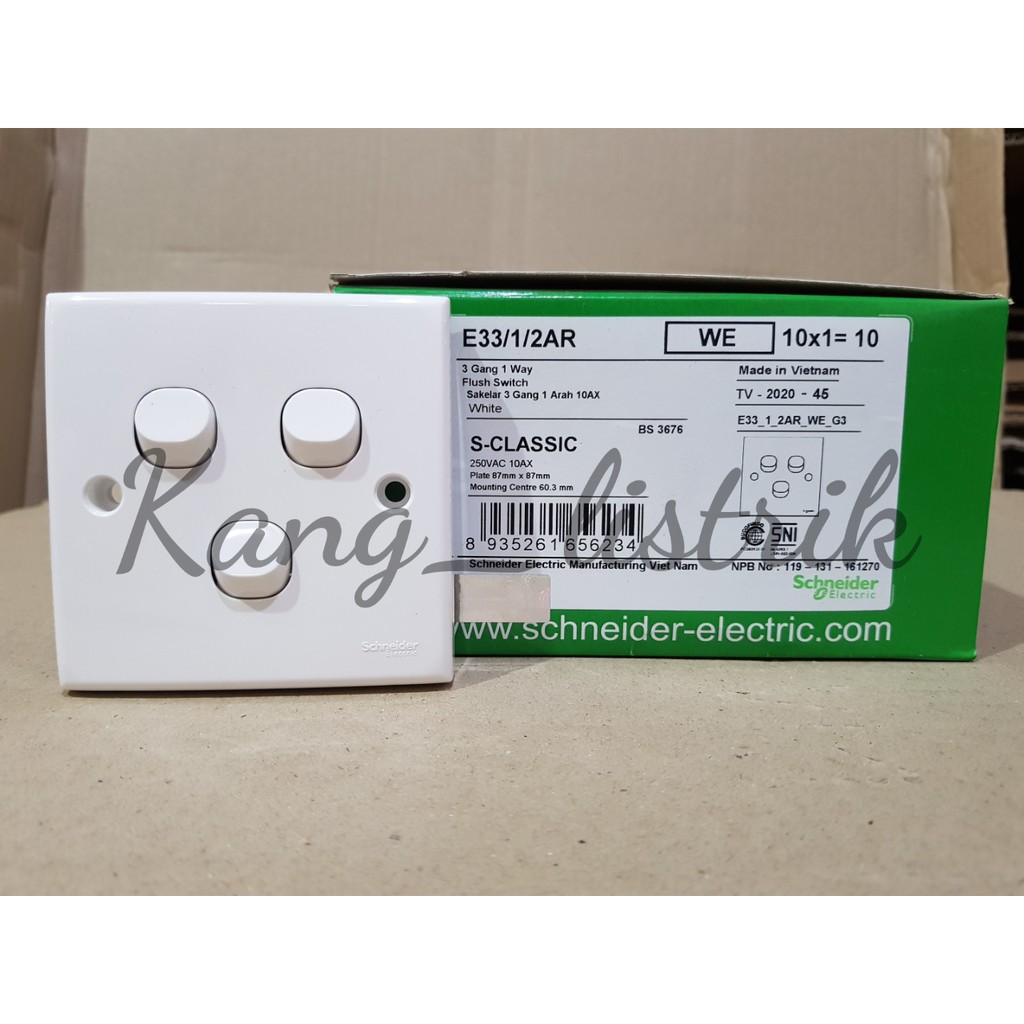 E33/1/2AR
WE
10x1= 10
3 Gang 1 Way
Flush Switch
Sakelar 3 Gang 1 Arah 10AX
White
BS 3676
S-CLASSIC
250VAC 10AX
Plate 87mm x 87mm
Mounting Centre 60.3 mm
8 935261 656234
Schneider Electric Manufacturing Viet Nam
Made in Vietnam
TV - 2020 - 45
E33_1_2AR_WE_G3
SNI
NPB No : 119 - 131 - 161270
Schneider
Electric
www.schneider-electric.com
Schneider
Electric
Kang_listrik